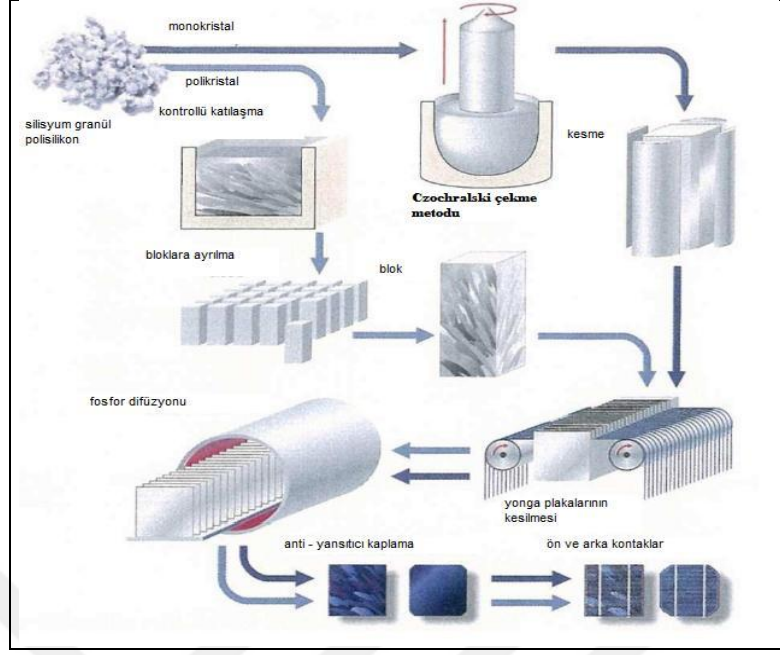 monokristal
polikristal
kontrollü katılaşma
silisyum granül
polisilikon
kesme
Czochralski çekme
metodu
bloklara ayrılma
blok
fosfor difüzyonu
yonga plakalarının
kesilmesi
anti - yansıtıcı kaplama
ön ve arka kontaklar